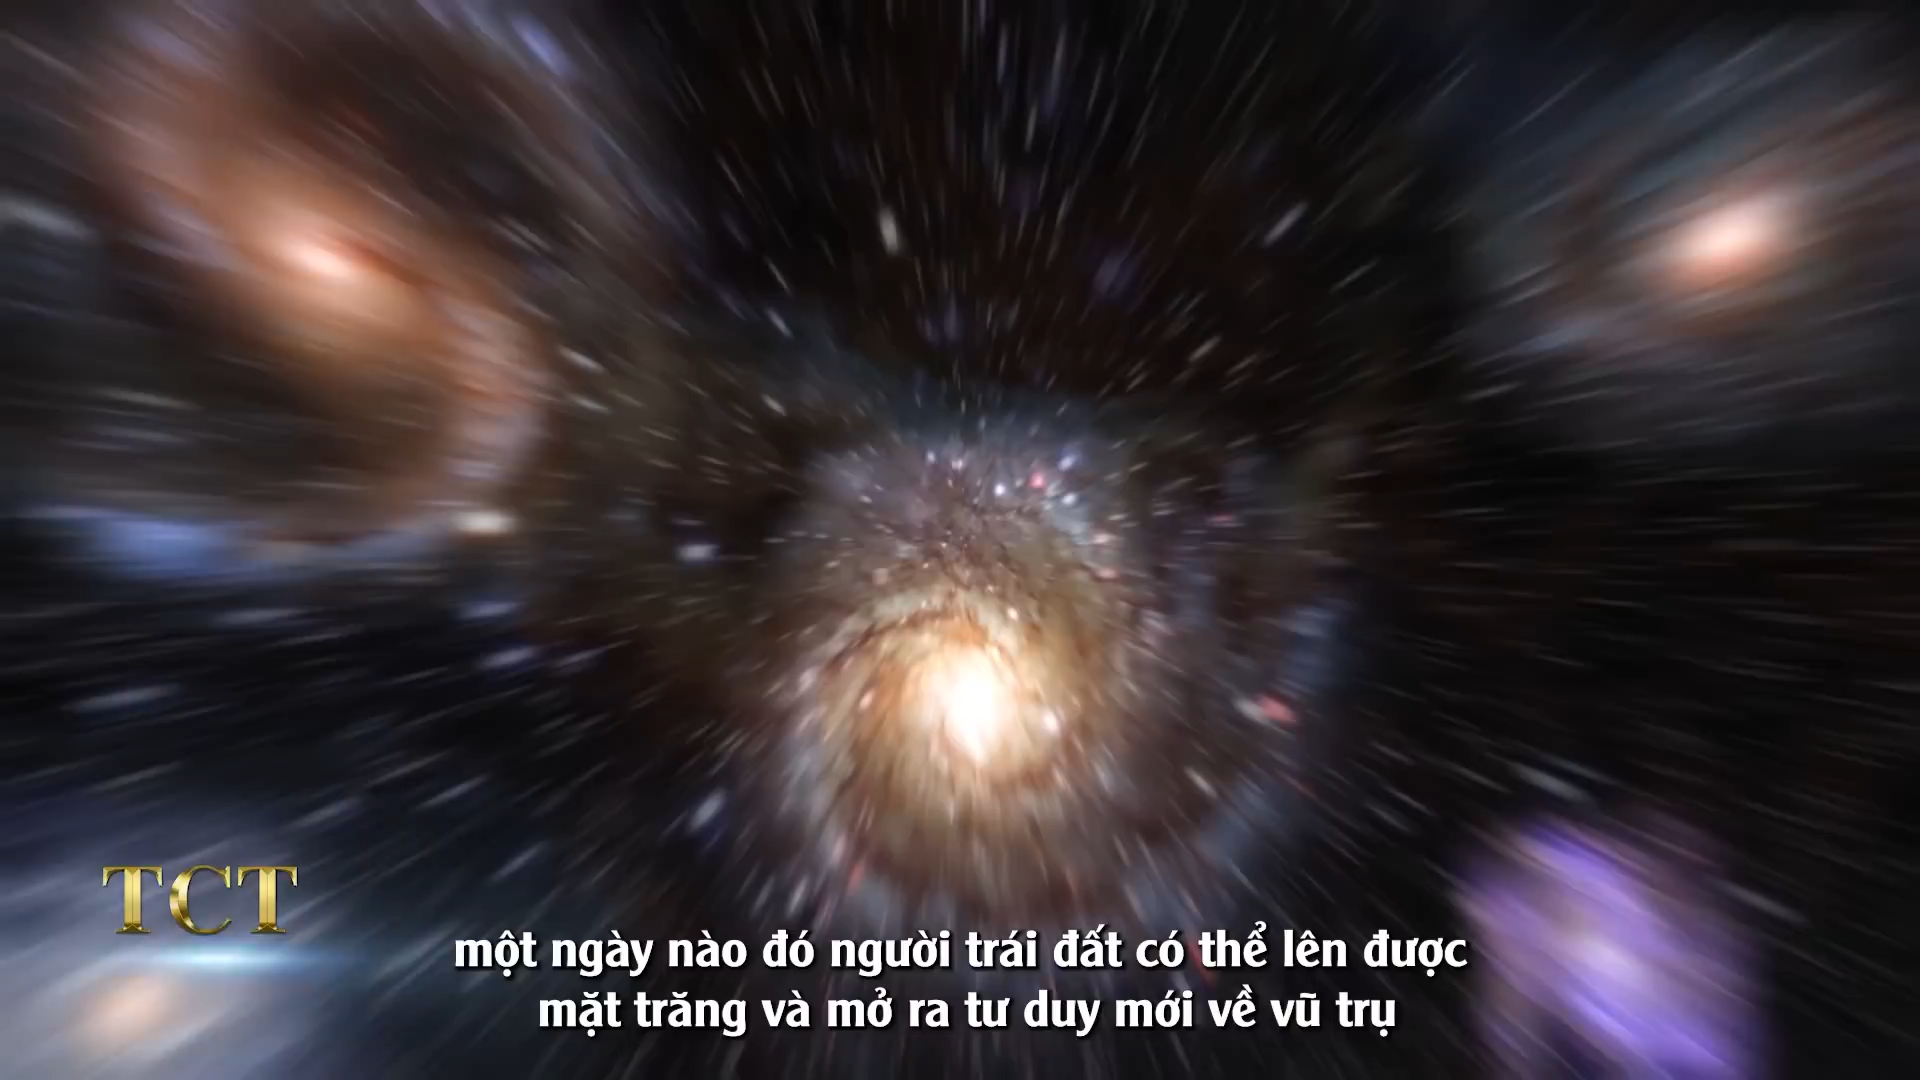 TCT
một ngày nào đó người trái đất có thể lên được
mặt trăng và mở ra tư duy mới về vũ trụ